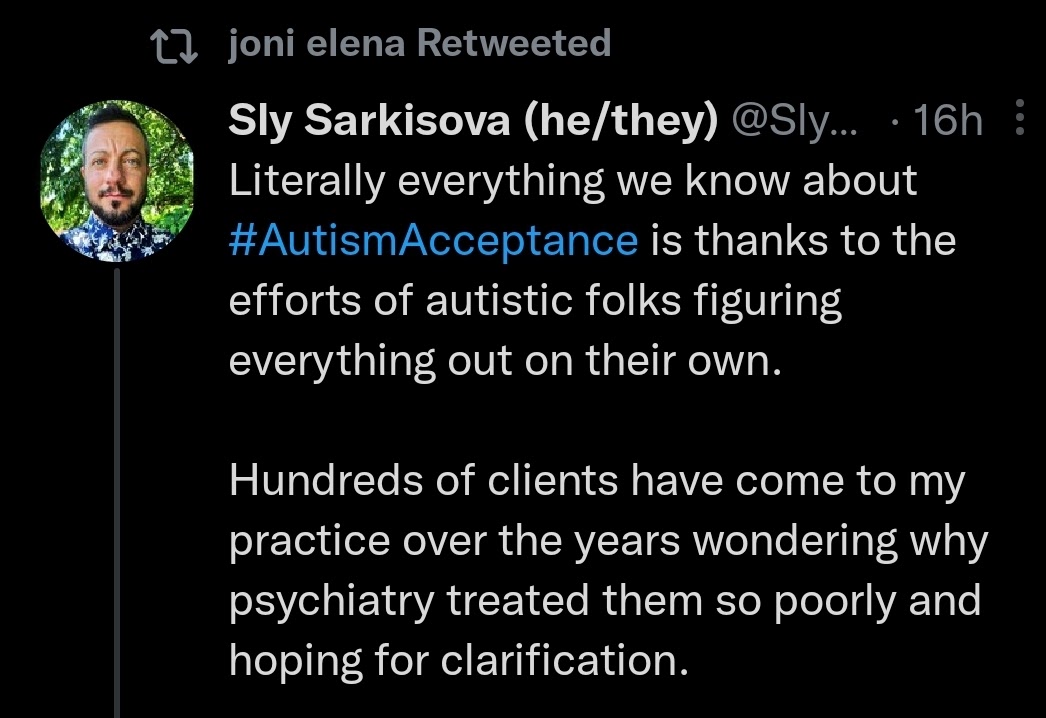 joni elena Retweeted
Sly Sarkisova (he/they) @Sly... · 16h
Literally everything we know about
#AutismAcceptance is thanks to the
efforts of autistic folks figuring
everything out on their own.
Hundreds of clients have come to my
practice over the years wondering why
psychiatry treated them so poorly and
hoping for clarification.